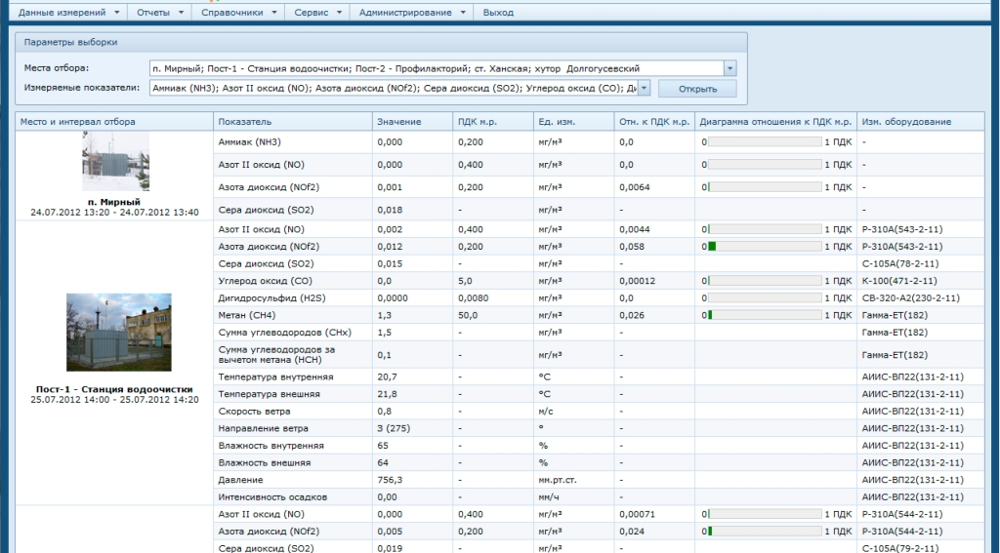 Данные измерений Отчеты Справочники Сервис Администрирование Выход
Параметры выборки
Места отбора: п. Мирный; Пост-1 - Станция водоочистки; Пост-2 - Профилакторий; ст. Ханская; хутор Долгогусевский
Измеряемые показатели: Аммиак (NH3); Азот II оксид (NO); Азота диоксид (NOf2); Сера диоксид (SO2); Углерод оксид (CO); Ди
Открыть
Место и интервал отбора Показатель Значение ПДК м.р. Ед. изм. Отн. к ПДК м.р. Диаграмма отношения к ПДК м.р. Изм. оборудование
Аммиак (NH3) 0,000 0,200 мг/м³ 0,0 0 1 ПДК -
Азот II оксид (NO) 0,000 0,400 мг/м³ 0,0 0 1 ПДК -
Азота диоксид (NOf2) 0,001 0,200 мг/м³ 0,0064 0 1 ПДК -
Сера диоксид (SO2) 0,018 - мг/м³ - -
п. Мирный
24.07.2012 13:20 - 24.07.2012 13:40
Азот II оксид (NO) 0,002 0,400 мг/м³ 0,0044 0 1 ПДК Р-310А(543-2-11)
Азота диоксид (NOf2) 0,012 0,200 мг/м³ 0,058 0 1 ПДК Р-310А(543-2-11)
Сера диоксид (SO2) 0,015 - мг/м³ - С-105А(78-2-11)
Углерод оксид (CO) 0,0 5,0 мг/м³ 0,00012 0 1 ПДК К-100(471-2-11)
Дигидросульфид (H2S) 0,0000 0,0080 мг/м³ 0,0 0 1 ПДК СВ-320-А2(230-2-11)
Метан (CH4) 1,3 50,0 мг/м³ 0,026 0 1 ПДК Гамма-ЕТ(182)
Сумма углеводородов (CHx) 1,5 - мг/м³ - Гамма-ЕТ(182)
Сумма углеводородов за
вычетом метана (HCH) 0,1 - мг/м³ - Гамма-ЕТ(182)
Температура внутренняя 20,7 - °C - АИИС-ВП22(131-2-11)
Температура внешняя 21,8 - °C - АИИС-ВП22(131-2-11)
Скорость ветра 0,8 - м/с - АИИС-ВП22(131-2-11)
Направление ветра З (275) - ° - АИИС-ВП22(131-2-11)
Влажность внутренняя 65 - % - АИИС-ВП22(131-2-11)
Влажность внешняя 64 - % - АИИС-ВП22(131-2-11)
Давление 756,3 - мм.рт.ст. - АИИС-ВП22(131-2-11)
Интенсивность осадков 0,00 - мм/ч - АИИС-ВП22(131-2-11)
Пост-1 - Станция водоочистки
25.07.2012 14:00 - 25.07.2012 14:20
Азот II оксид (NO) 0,000 0,400 мг/м³ 0,00071 0 1 ПДК Р-310А(544-2-11)
Азота диоксид (NOf2) 0,005 0,200 мг/м³ 0,024 0 1 ПДК Р-310А(544-2-11)
Сера диоксид (SO2) 0,019 - мг/м³ - С-105А(79-2-11)